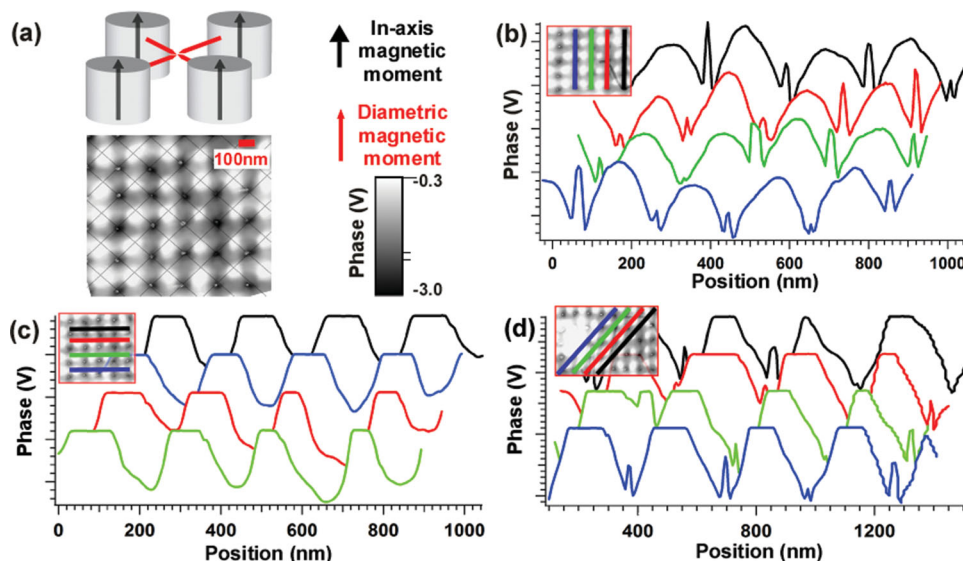 (a)
In-axis
magnetic
moment
Diametric
magnetic
moment
100nm
Phase (V)
-0.3
-3.0
(b)
Phase (V)
0
200
400
600
800
1000
Position (nm)
(c)
Phase (V)
0
200
400
600
800
1000
Position (nm)
(d)
Phase (V)
400
800
1200
Position (nm)